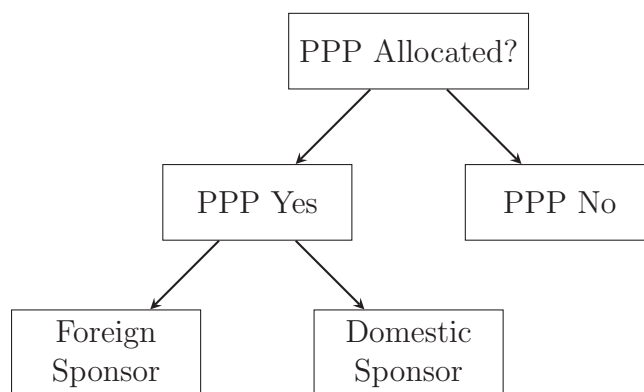 PPP Allocated?
PPP Yes
PPP No
Foreign
Sponsor
Domestic
Sponsor